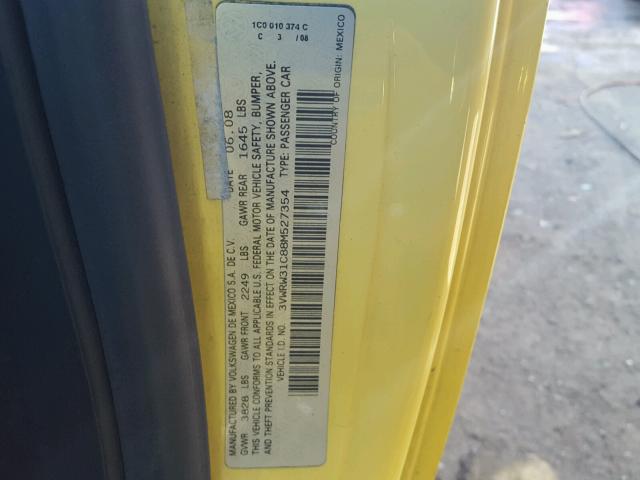 1C0 010 374 C
C 3 /08
MANUFACTURED BY VOLKSWAGEN DE MEXICO S.A. DE C.V. DATE 06.08
GVWR 3828 LBS GAWR FRONT 2249 LBS GAWR REAR 1645 LBS
THIS VEHICLE CONFORMS TO ALL APPLICABLE U.S. FEDERAL MOTOR VEHICLE SAFETY, BUMPER,
AND THEFT PREVENTION STANDARDS IN EFFECT ON THE DATE OF MANUFACTURE SHOWN ABOVE.
VEHICLE I.D. NO. 3VWRW31C88M527354 TYPE: PASSENGER CAR
COUNTRY OF ORIGIN: MEXICO